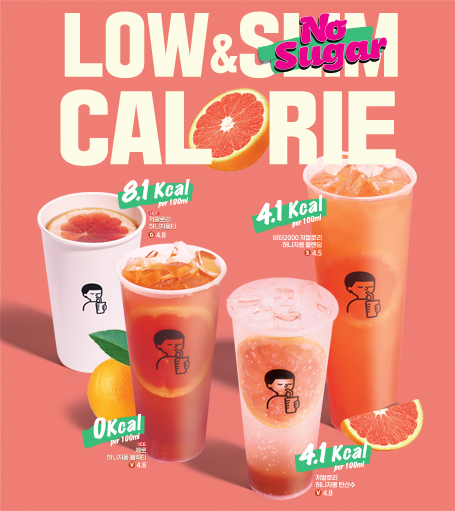 LOW & SLIM
No
Sugar
CALORIE
8.1 Kcal
per 100ml
HOT
저칼로리
허니자몽티
G 4.8
4.1 Kcal
per 100ml
비타2000 저칼로리
허니자몽 블랜딩
S 4.5
0Kcal
per 100ml
ICE
제로
허니자몽 블랙티
V 4.8
4.1 Kcal
per 100ml
저칼로리
허니자몽 탄산수
V 4.8